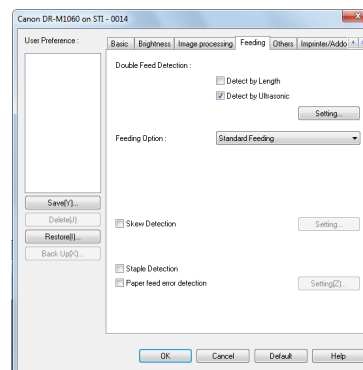 Canon DR-M1060 on STI - 0014
User Preference :
Save(Y)...
Delete(J)
Restore(I)...
Back Up(X)...
Basic
Brightness
Image processing
Feeding
Others
Imprinter/Addo
Double Feed Detection :
Detect by Length
Detect by Ultrasonic
Setting...
Feeding Option :
Standard Feeding
Skew Detection
Setting...
Staple Detection
Paper feed error detection
Setting(Z)...
OK
Cancel
Default
Help